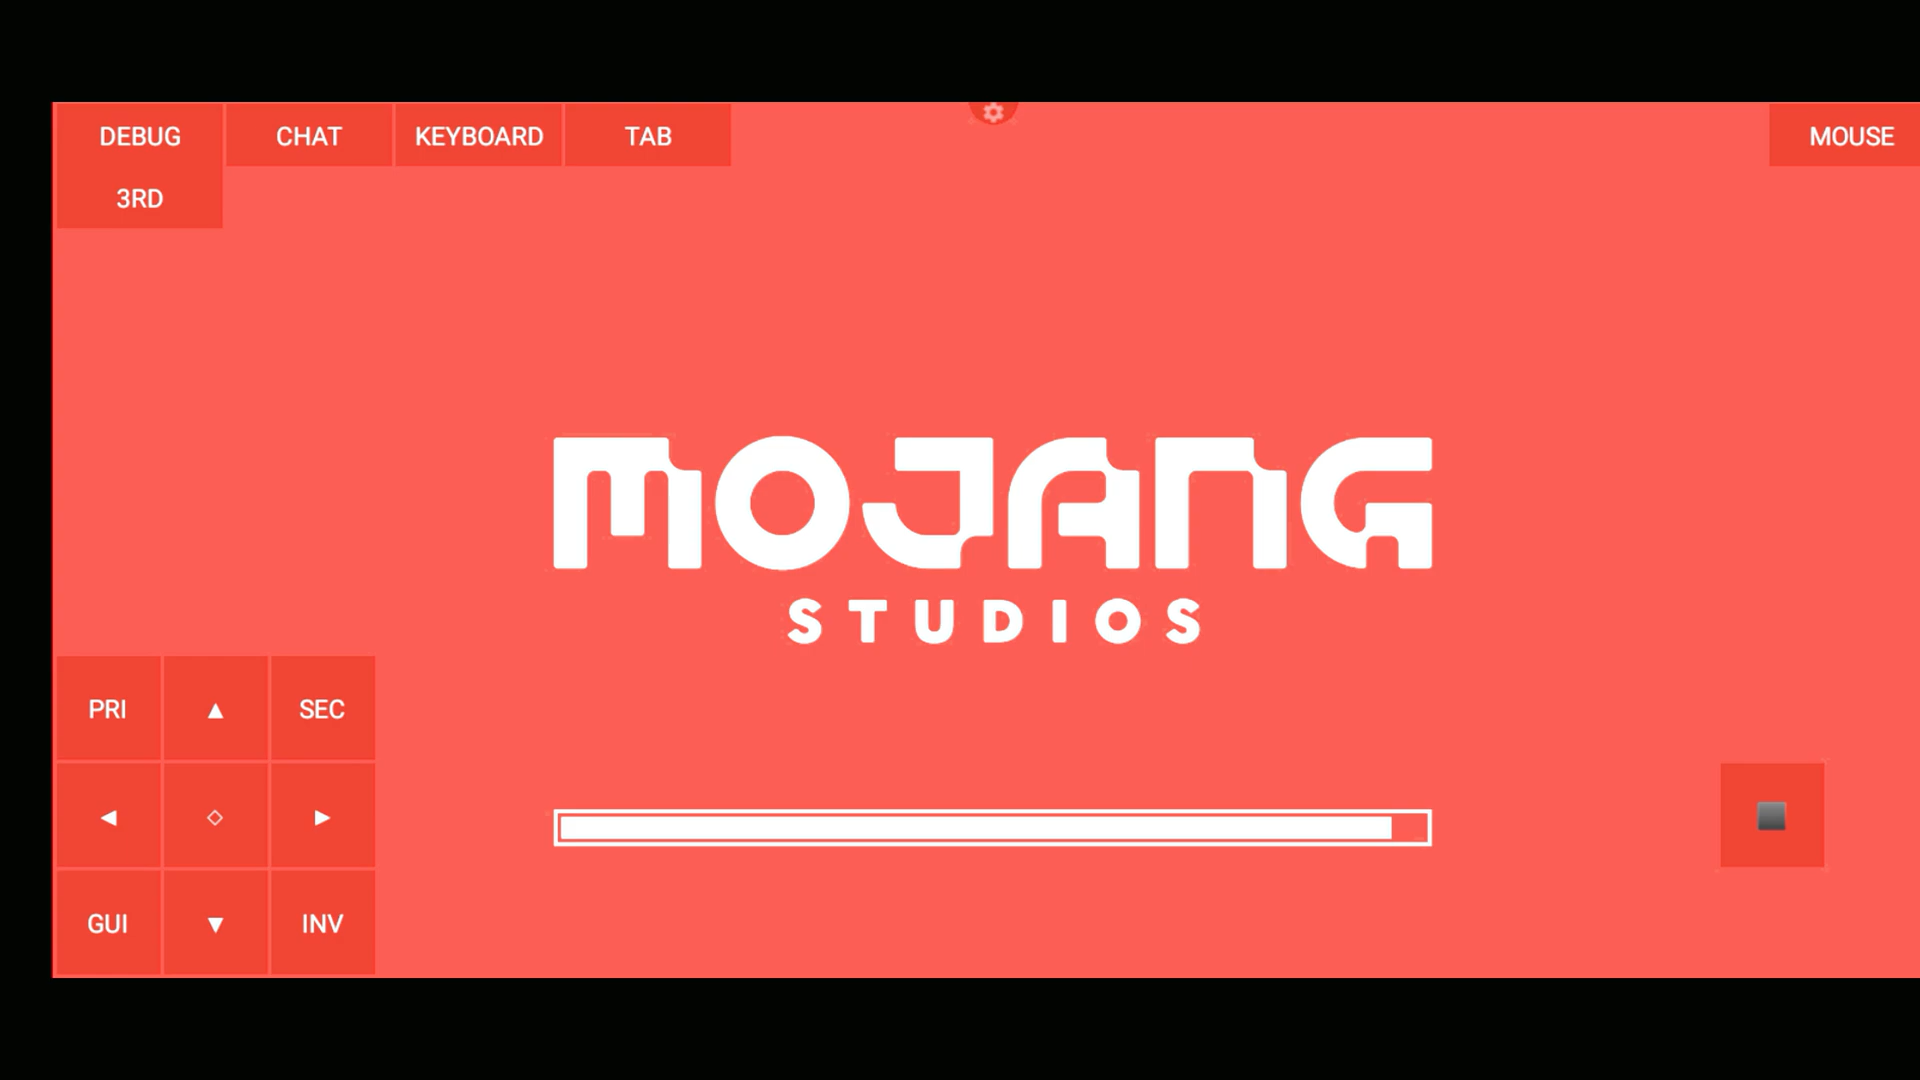 DEBUG CHAT KEYBOARD TAB MOUSE
3RD
MOJANG
STUDIOS
PRI ▲ SEC
◀ ◇ ▶
GUI ▼ INV